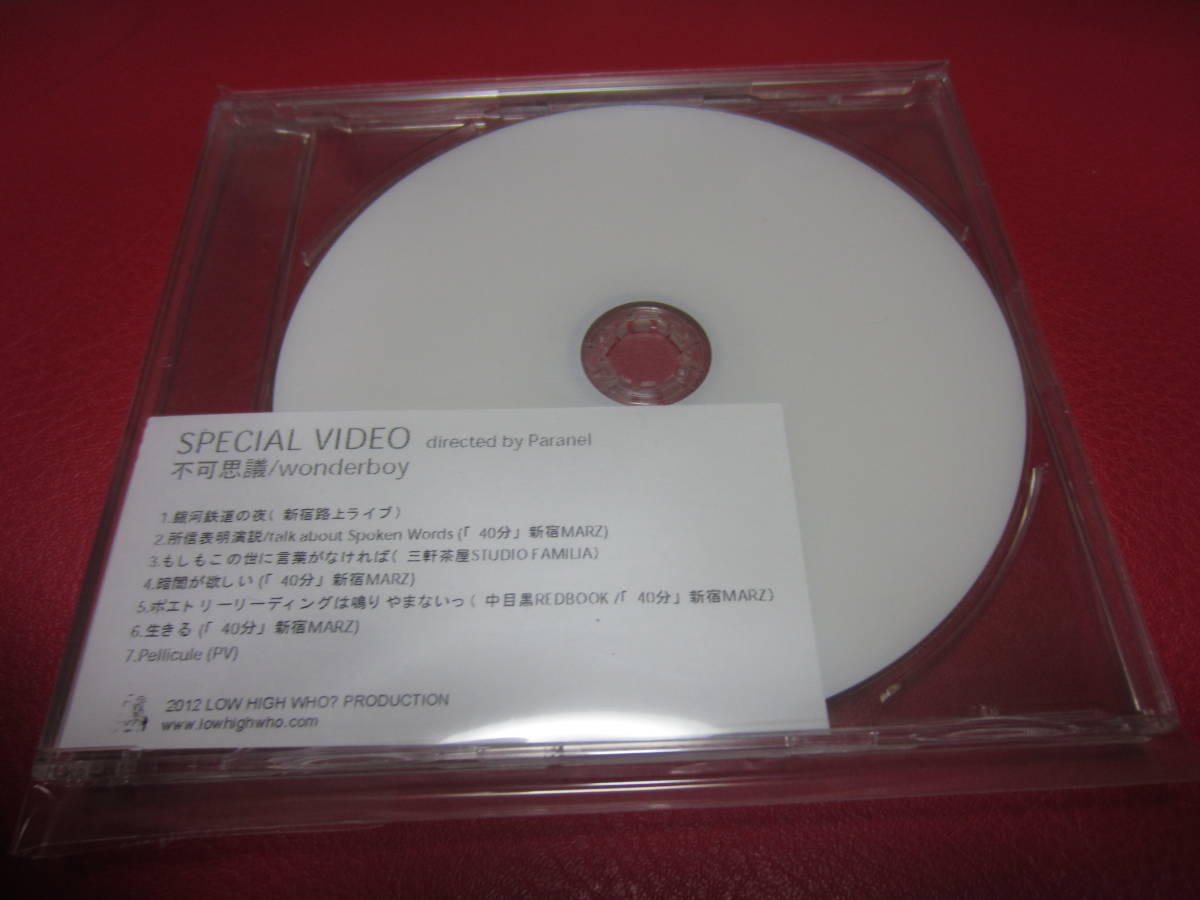 SPECIAL VIDEO directed by Paranel
不可思議/wonderboy
1.銀河鉄道の夜(新宿路上ライブ)
2.所信表明演説/talk about Spoken Words (「40分」新宿MARZ)
3.もしもこの世に言葉がなければ(三軒茶屋STUDIO FAMILIA)
4.暗闇が欲しい(「40分」新宿MARZ)
5.ポエトリーリーディングは鳴りやまないっ(中目黒REDBOOK/「40分」新宿MARZ)
6.生きる(「40分」新宿MARZ)
7.Pellicule (PV)
2012 LOW HIGH WHO? PRODUCTION
www.lowhighwho.com